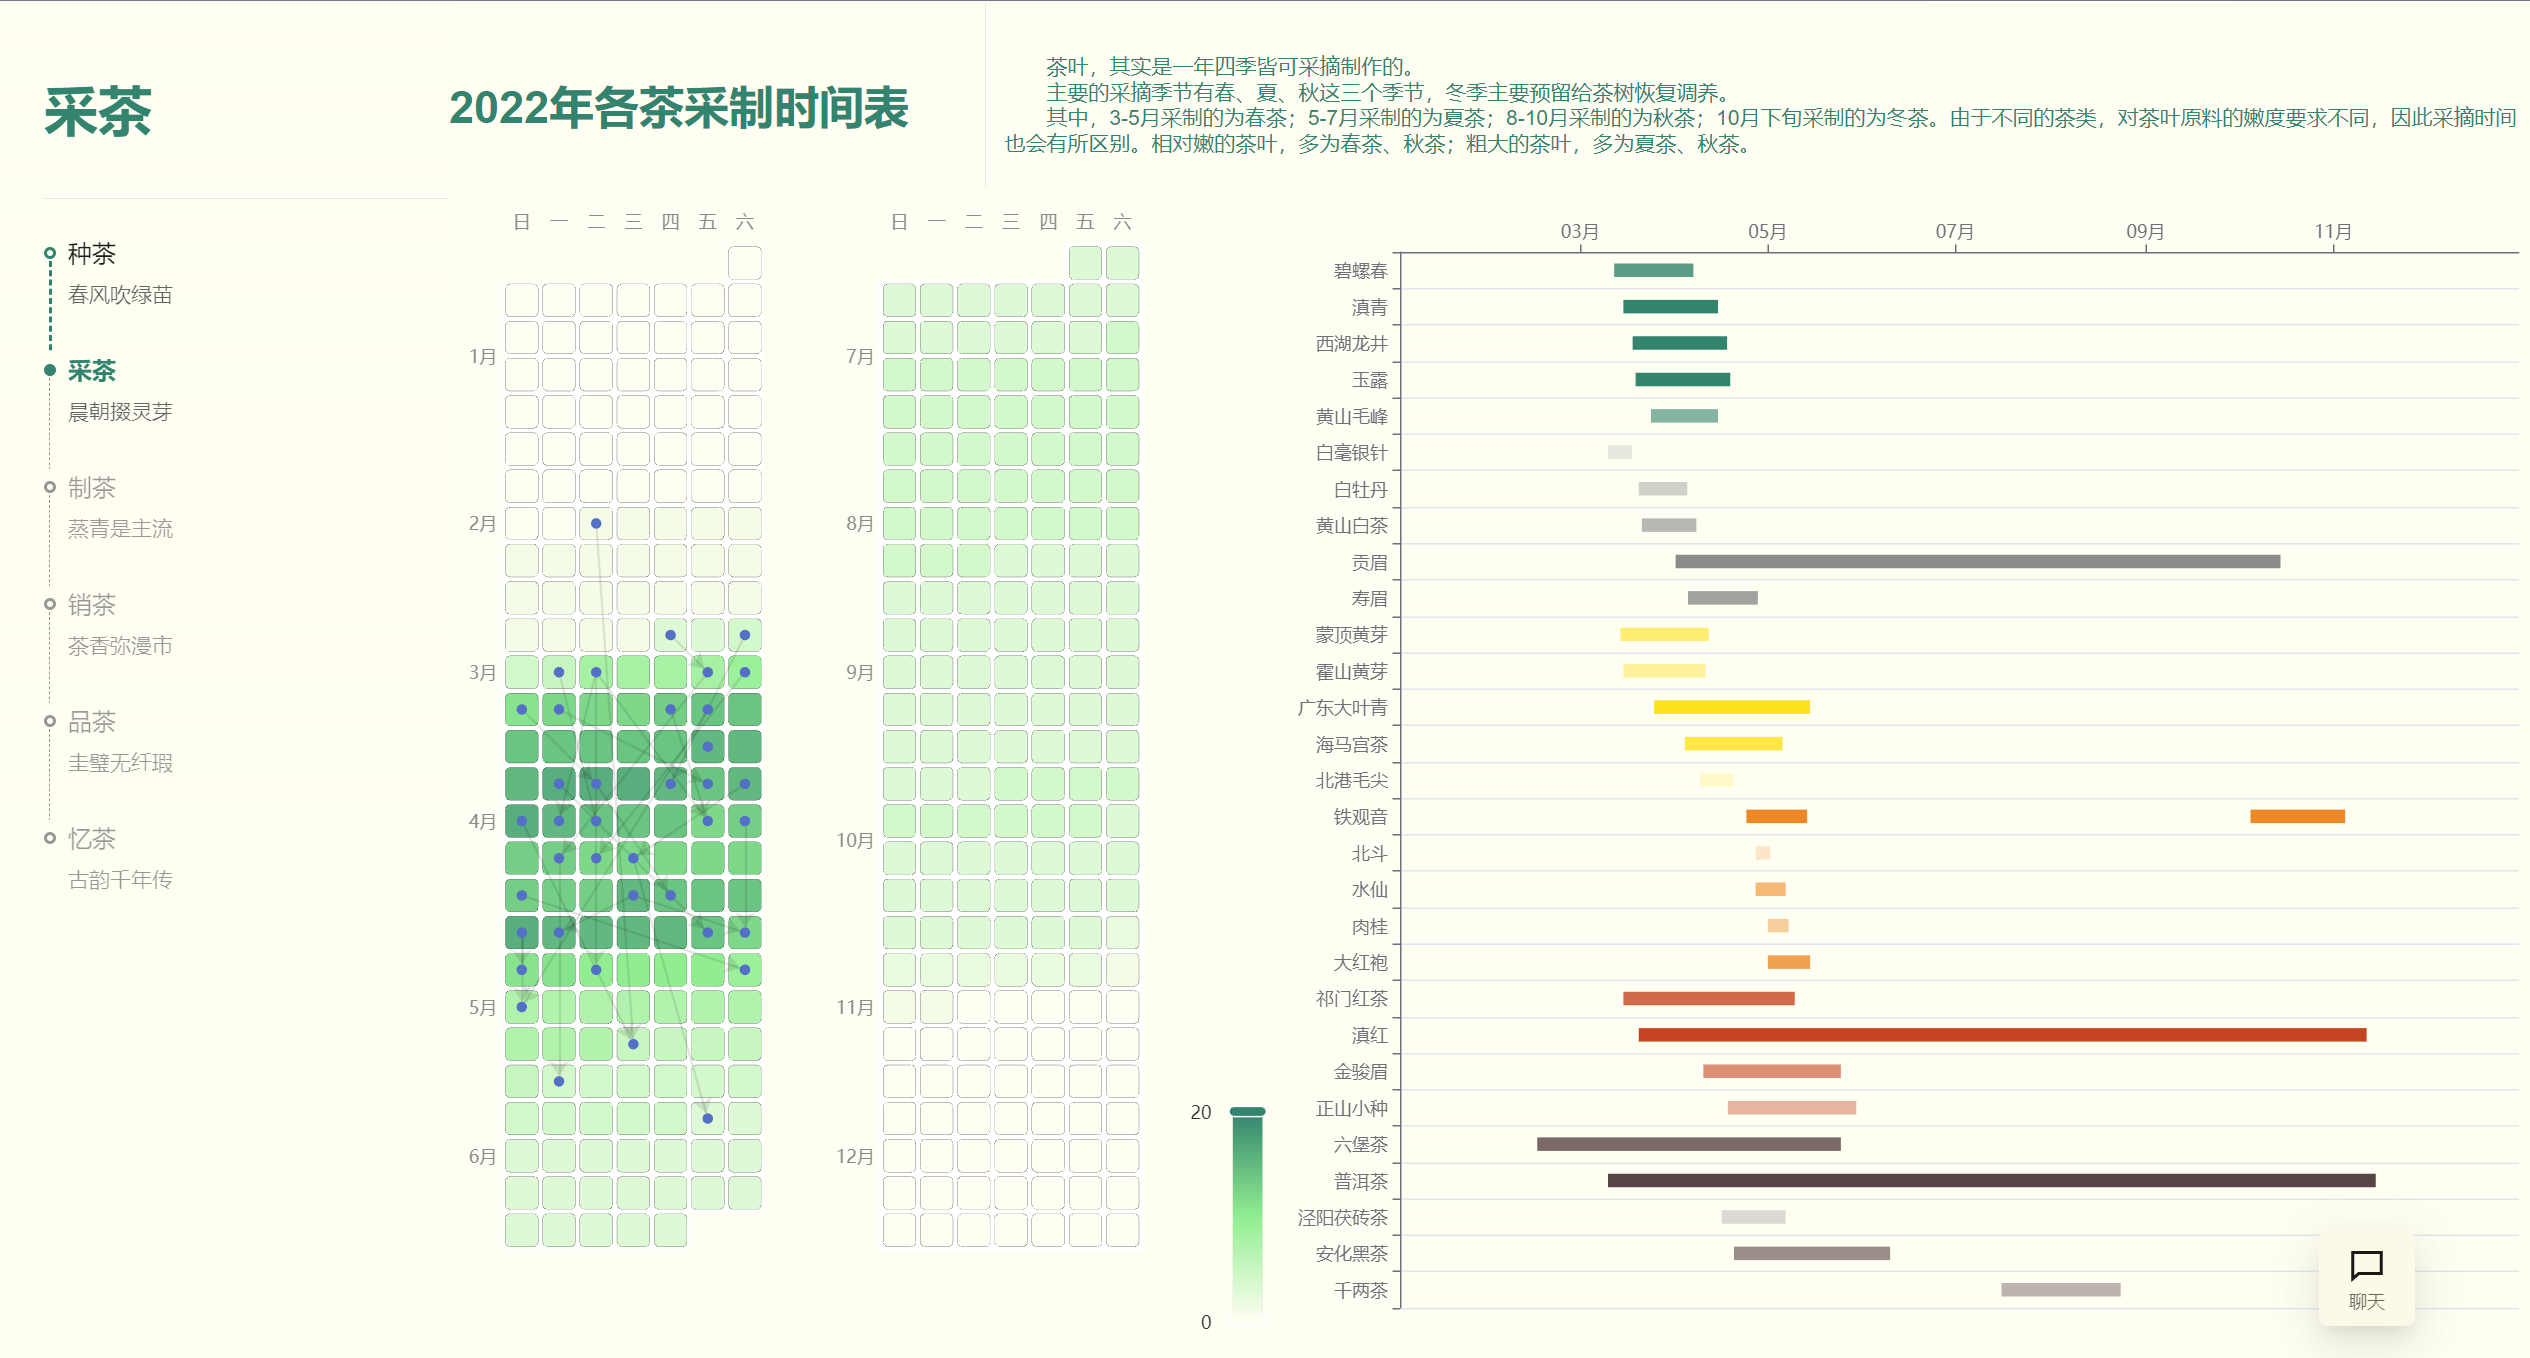 采茶
2022年各茶采制时间表
茶叶，其实是一年四季皆可采摘制作的。
主要的采摘季节有春、夏、秋这三个季节，冬季主要预留给茶树恢复调养。
其中，3-5月采制的为春茶；5-7月采制的为夏茶；8-10月采制的为秋茶；10月下旬采制的为冬茶。由于不同的茶类，对茶叶原料的嫩度要求不同，因此采摘时间
也会有所区别。相对嫩的茶叶，多为春茶、秋茶；粗大的茶叶，多为夏茶、秋茶。
种茶
春风吹绿苗
采茶
晨朝掇灵芽
制茶
蒸青是主流
销茶
茶香弥漫市
品茶
圭璧无纤瑕
忆茶
古韵千年传
日 一 二 三 四 五 六
1月
2月
3月
4月
5月
6月
日 一 二 三 四 五 六
7月
8月
9月
10月
11月
12月
20
0
03月 05月 07月 09月 11月
碧螺春
滇青
西湖龙井
玉露
黄山毛峰
白毫银针
白牡丹
黄山白茶
贡眉
寿眉
蒙顶黄芽
霍山黄芽
广东大叶青
海马宫茶
北港毛尖
铁观音
北斗
水仙
肉桂
大红袍
祁门红茶
滇红
金骏眉
正山小种
六堡茶
普洱茶
泾阳茯砖茶
安化黑茶
千两茶
聊天